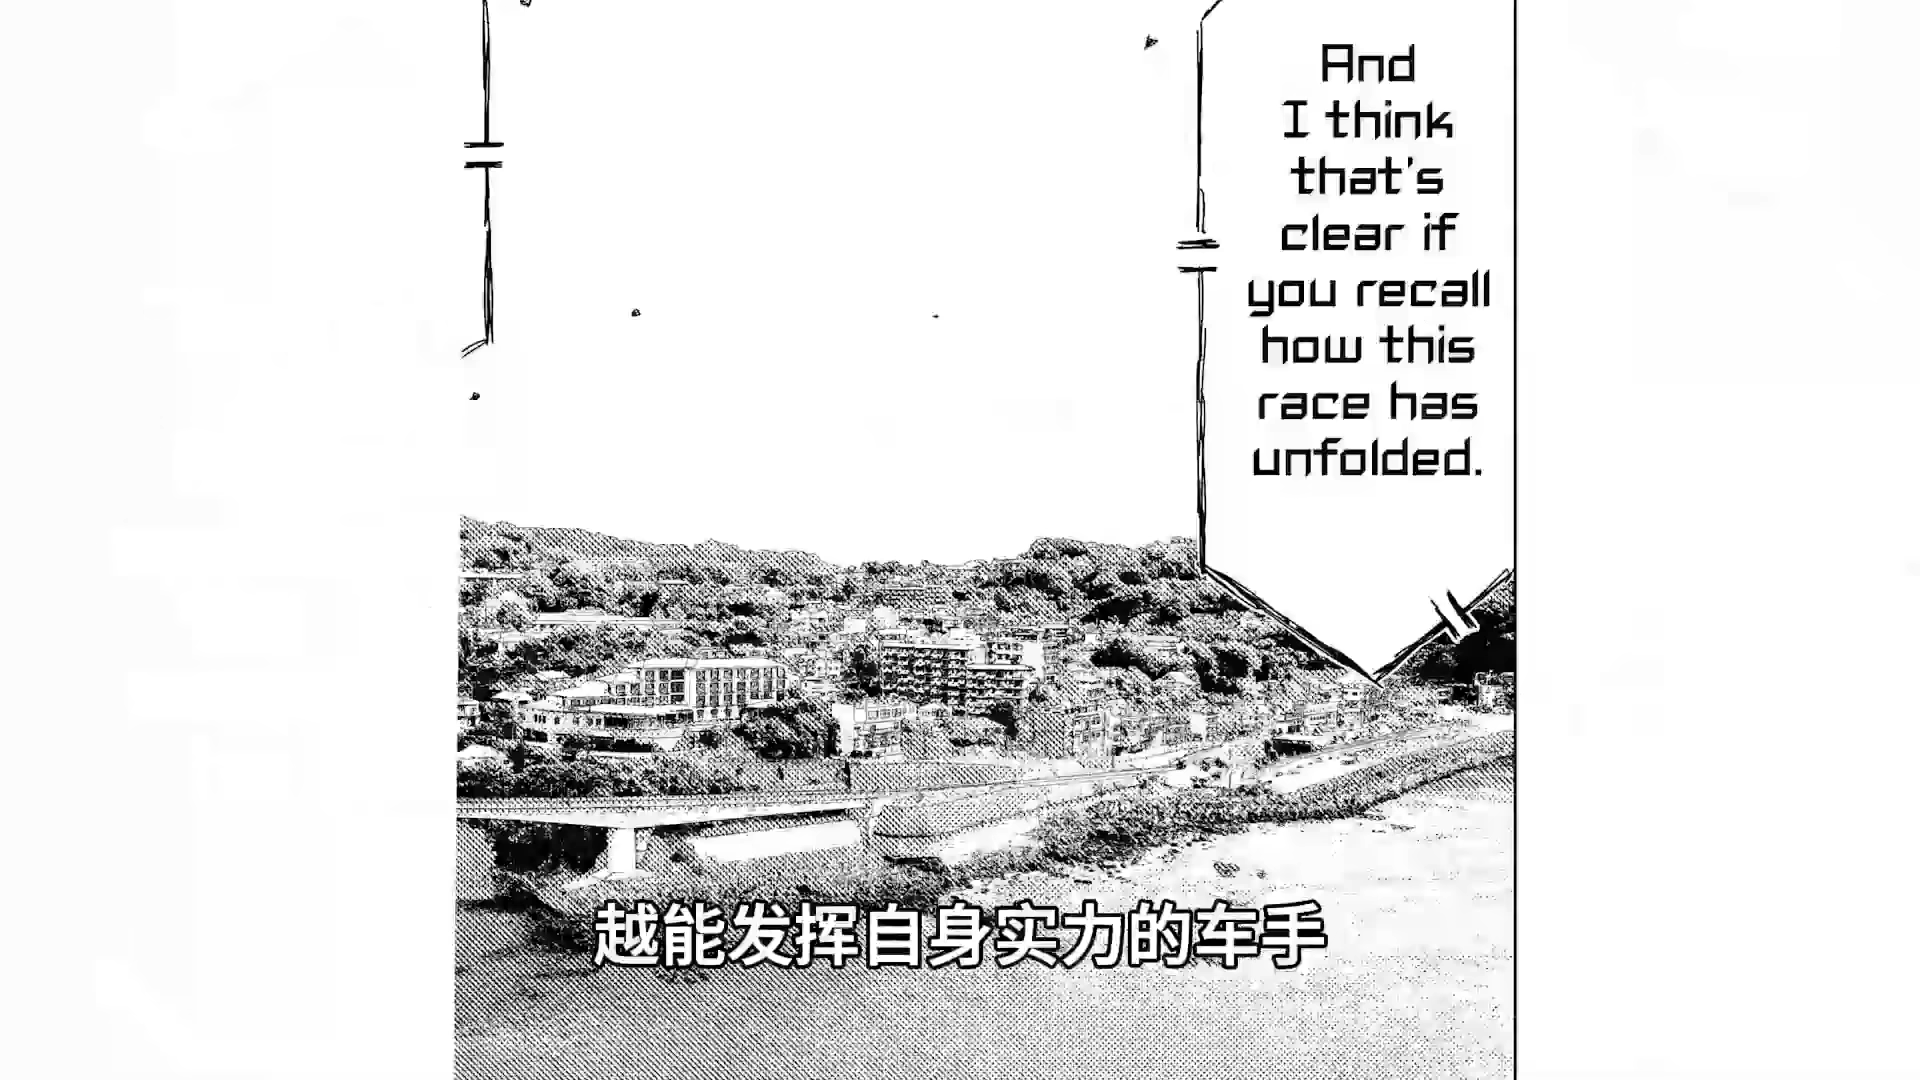 And
I think
that's
clear if
you recall
how this
race has
unfolded.
越能发挥自身实力的车手